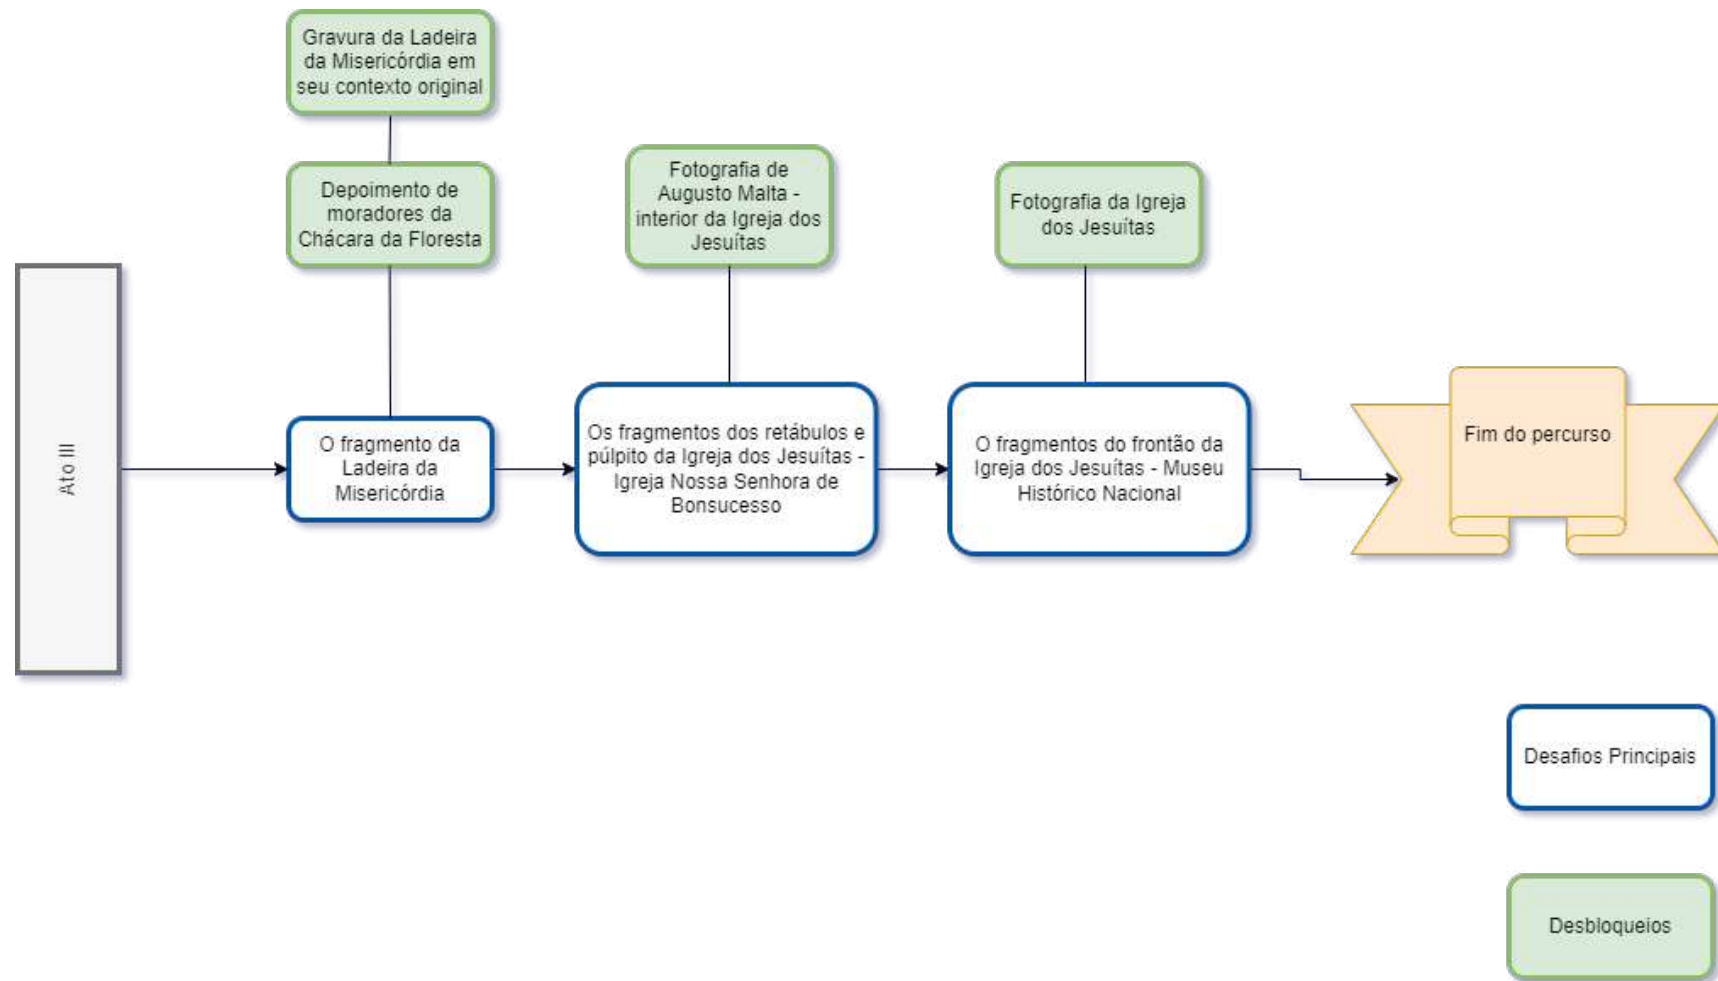 Gravura da Ladeira
da Misericórdia em
seu contexto original
Depoimento de
moradores da
Chácara da Floresta
Fotografia de
Augusto Malta -
interior da Igreja dos
Jesuítas
Fotografia da Igreja
dos Jesuítas
Ato III
O fragmento da
Ladeira da
Misericórdia
Os fragmentos dos retábulos e
púlpito da Igreja dos Jesuítas -
Igreja Nossa Senhora de
Bonsucesso
O fragmentos do frontão da
Igreja dos Jesuítas - Museu
Histórico Nacional
Fim do percurso
Desafios Principais
Desbloqueios